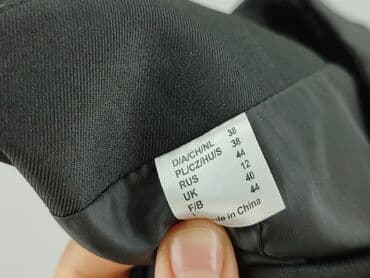 D/A/CH/NL 38
PL/CZ/HU/S 38
RUS 44
UK 12
F/B 40
44
Made in China